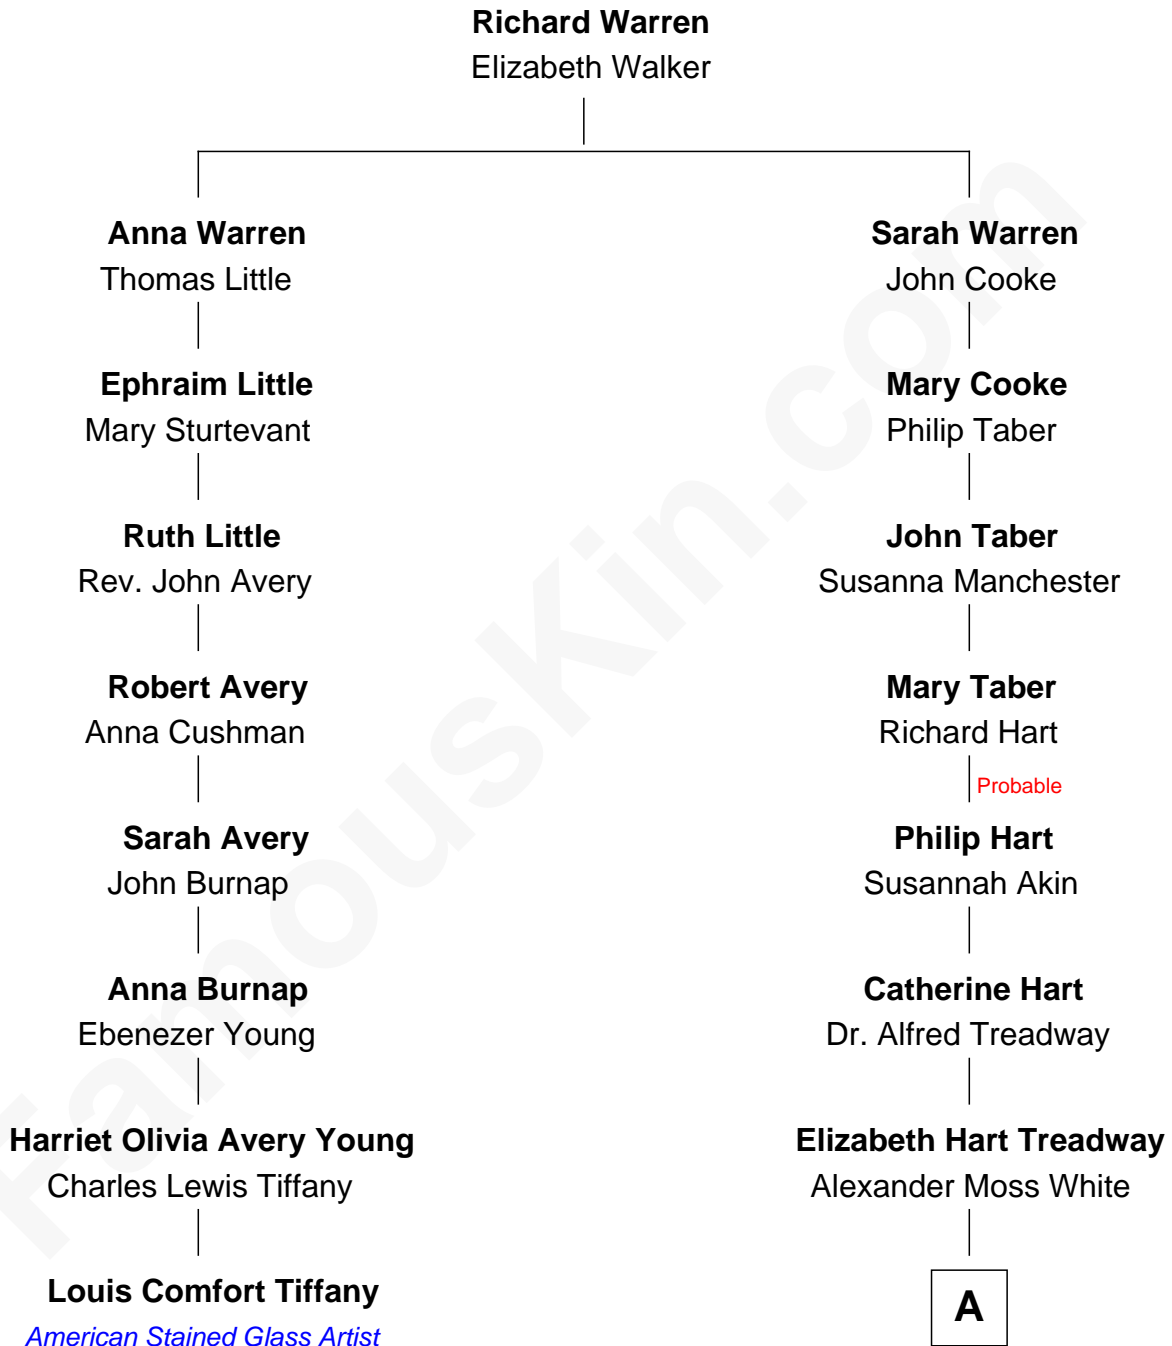 Richard Warren
Elizabeth Walker
Anna Warren
Thomas Little
Sarah Warren
John Cooke
Ephraim Little
Mary Sturtevant
Mary Cooke
Philip Taber
Ruth Little
Rev. John Avery
John Taber
Susanna Manchester
Robert Avery
Anna Cushman
Mary Taber
Richard Hart
Probable
Sarah Avery
John Burnap
Philip Hart
Susannah Akin
Anna Burnap
Ebenezer Young
Catherine Hart
Dr. Alfred Treadway
Harriet Olivia Avery Young
Charles Lewis Tiffany
Elizabeth Hart Treadway
Alexander Moss White
Louis Comfort Tiffany
American Stained Glass Artist
A
FamousKin.com